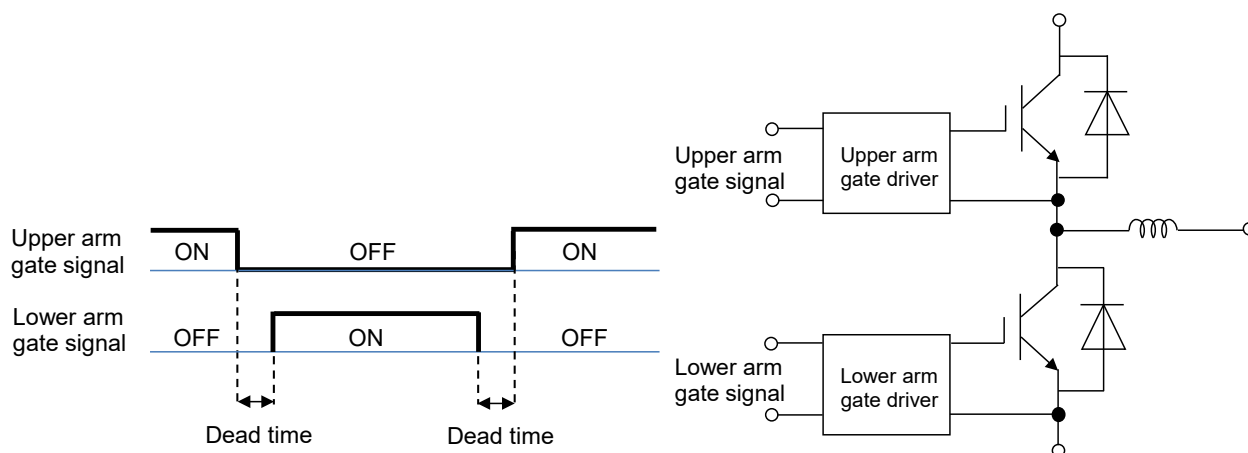 Upper arm
gate signal
ON
OFF
ON
Lower arm
gate signal
OFF
ON
OFF
Dead time
Dead time
Upper arm
gate signal
Upper arm
gate driver
Lower arm
gate signal
Lower arm
gate driver